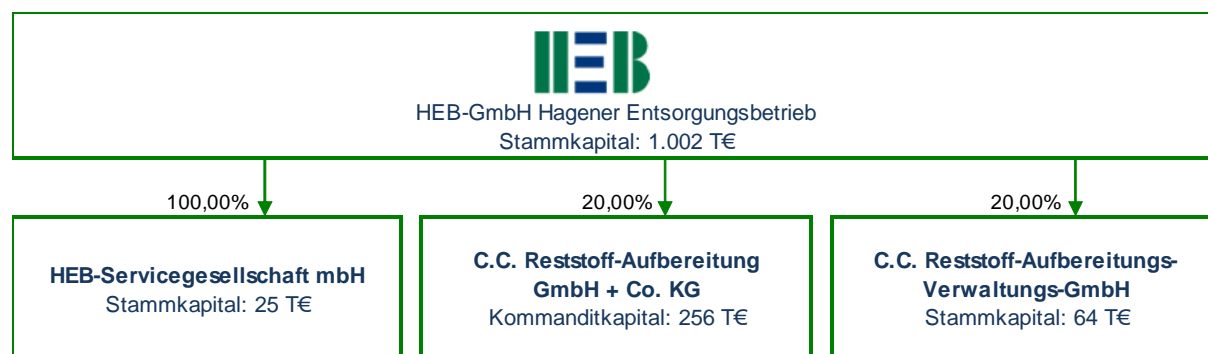 HEB
HEB-GmbH Hagener Entsorgungsbetrieb
Stammkapital: 1.002 T€
100,00%
20,00%
20,00%
HEB-Servicegesellschaft mbH
Stammkapital: 25 T€
C.C. Reststoff-Aufbereitung
GmbH + Co. KG
Kommanditkapital: 256 T€
C.C. Reststoff-Aufbereitungs-
Verwaltungs-GmbH
Stammkapital: 64 T€